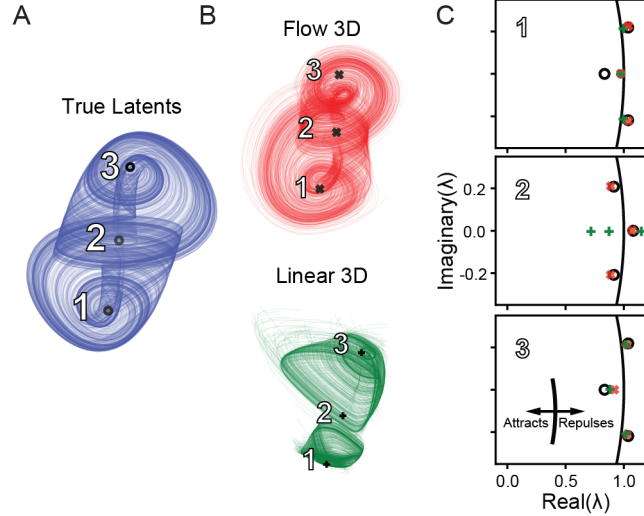 A
B
C
True Latents
3
2
1
Flow 3D
3
2
1
Linear 3D
3
2
1
1
2
0.2
0.0
-0.2
Imaginary(λ)
3
Attracts
Repulses
0.0
0.5
1.0
Real(λ)